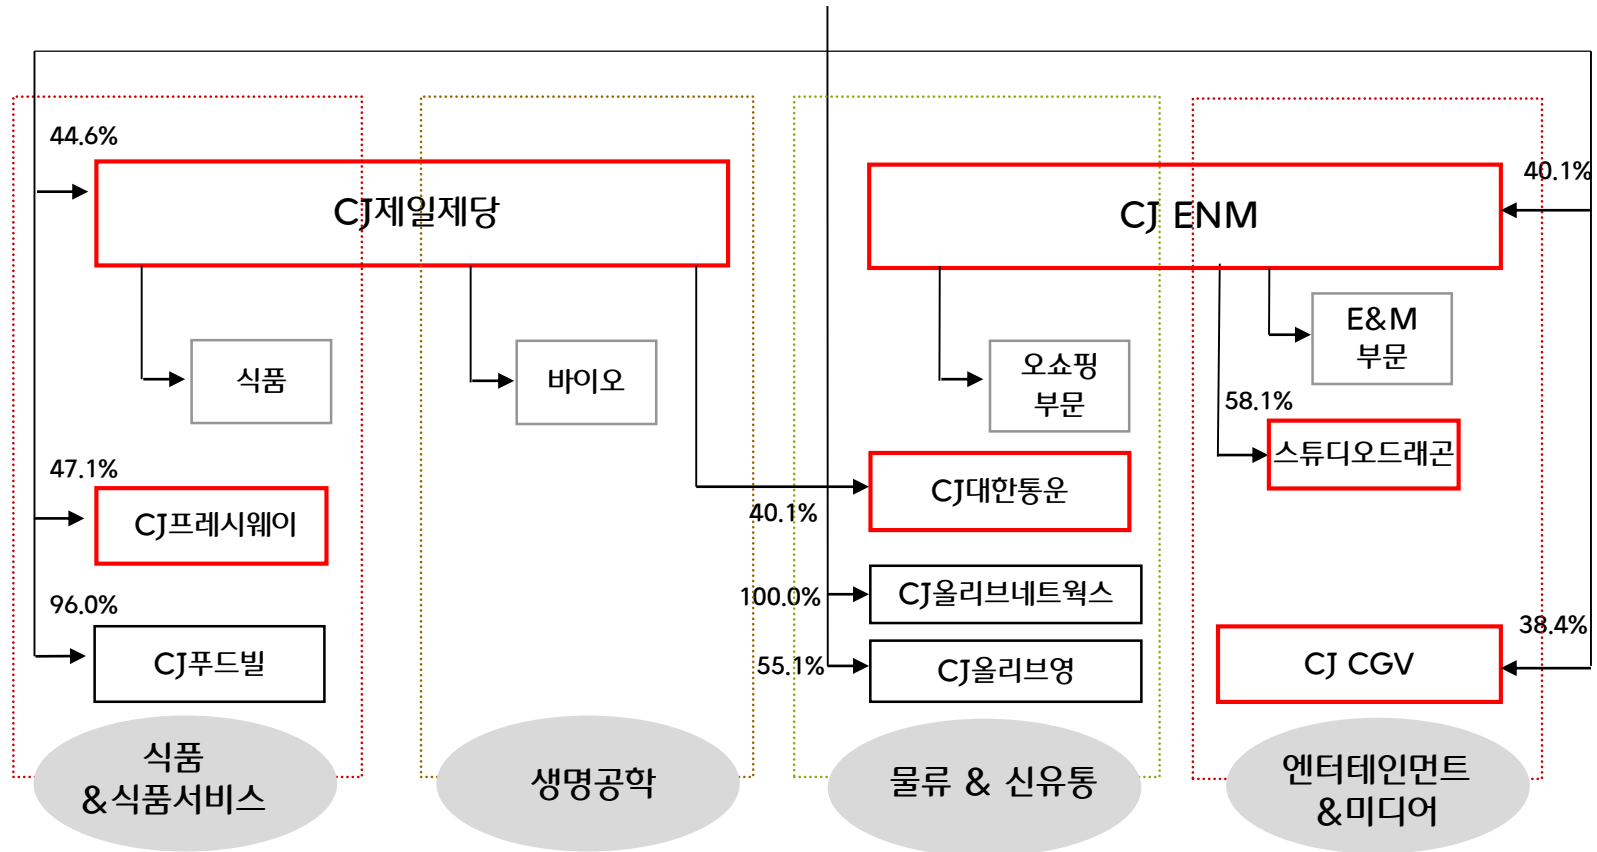 44.6%
CJ제일제당
CJ ENM
40.1%
식품
바이오
오쇼핑
부문
E&M
부문
58.1%
스튜디오드래곤
47.1%
CJ프레시웨이
CJ대한통운
40.1%
96.0%
CJ푸드빌
100.0%
CJ올리브네트웍스
55.1%
CJ올리브영
38.4%
CJ CGV
식품
&식품서비스
생명공학
물류 & 신유통
엔터테인먼트
&미디어